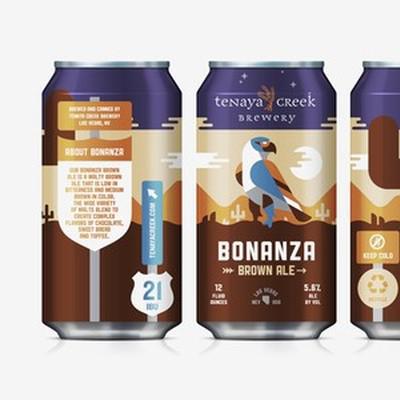 BREWED AND CANNED BY
TENAYA CREEK BREWERY
LAS VEGAS, NV
ABOUT BONANZA
OUR BONANZA BROWN
ALE IS A MALTY BROWN
ALE THAT IS LOW IN
BITTERNESS AND MEDIUM
BROWN IN COLOR.
THE WIDE VARIETY
OF MALTS BLEND TO
CREATE COMPLEX
FLAVORS OF CHOCOLATE,
SWEET BREAD
AND TOFFEE.
TENAYACREEK.COM
21
IBU
tenaya creek
BREWERY
BONANZA
BROWN ALE
12
FLUID
OUNCES
LAS VEGAS
5.6%
ALC
BY VOL
KEEP COLD
RECYCLE